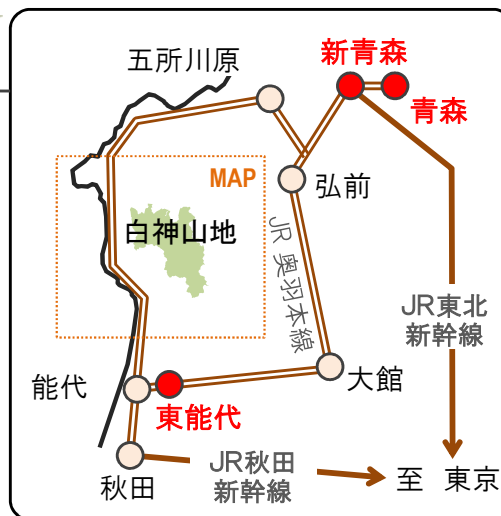 新青森
五所川原
青森
MAP
弘前
白神山地
JR 奥羽本線
JR東北
新幹線
大館
能代
東能代
秋田
JR秋田
新幹線
至 東京